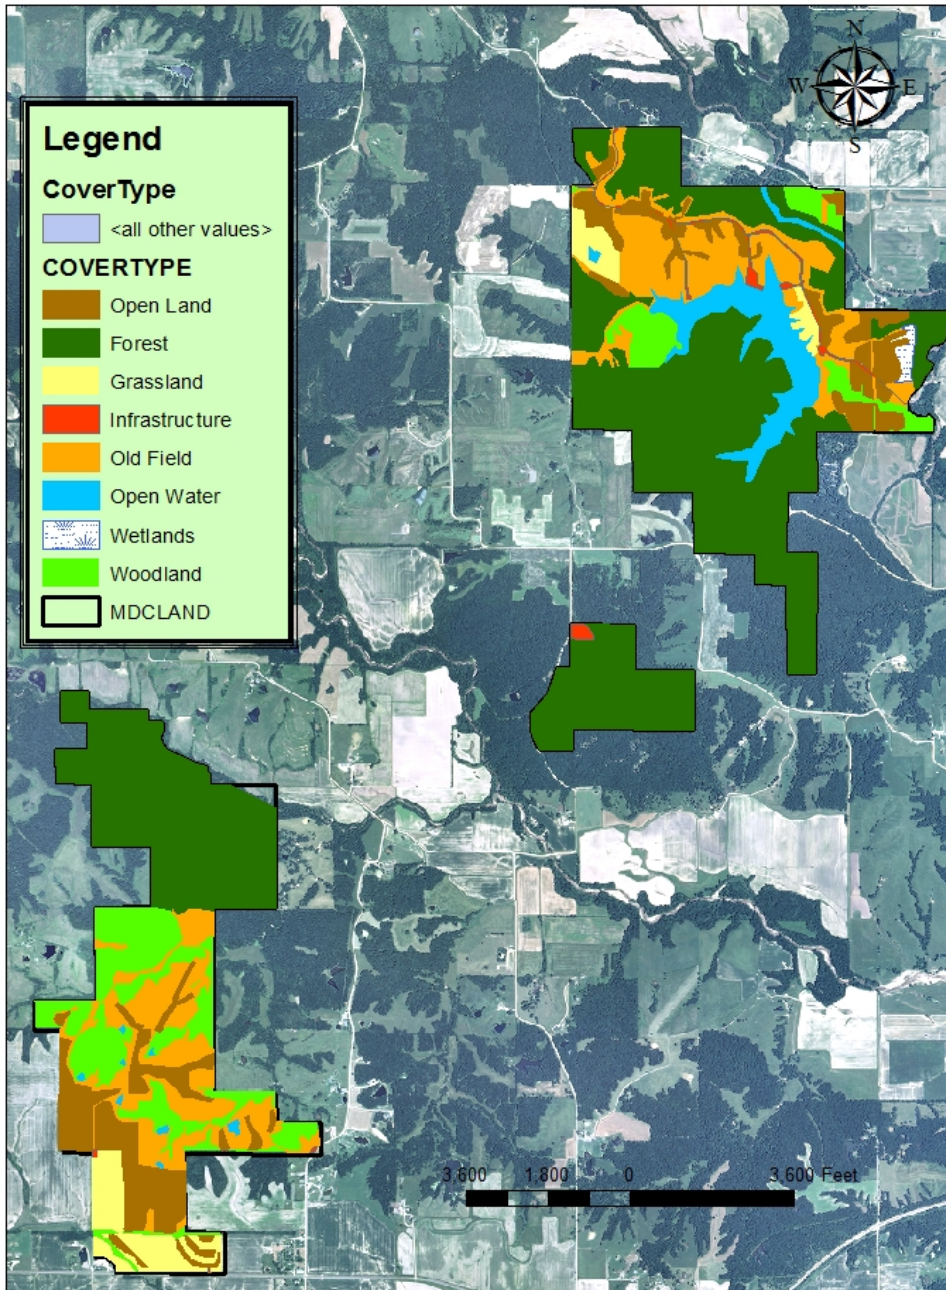 N
W E
S
Legend
CoverType
<all other values>
COVERTYPE
Open Land
Forest
Grassland
Infrastructure
Old Field
Open Water
Wetlands
Woodland
MDCLAND
3,600 1,800 0 3,600 Feet